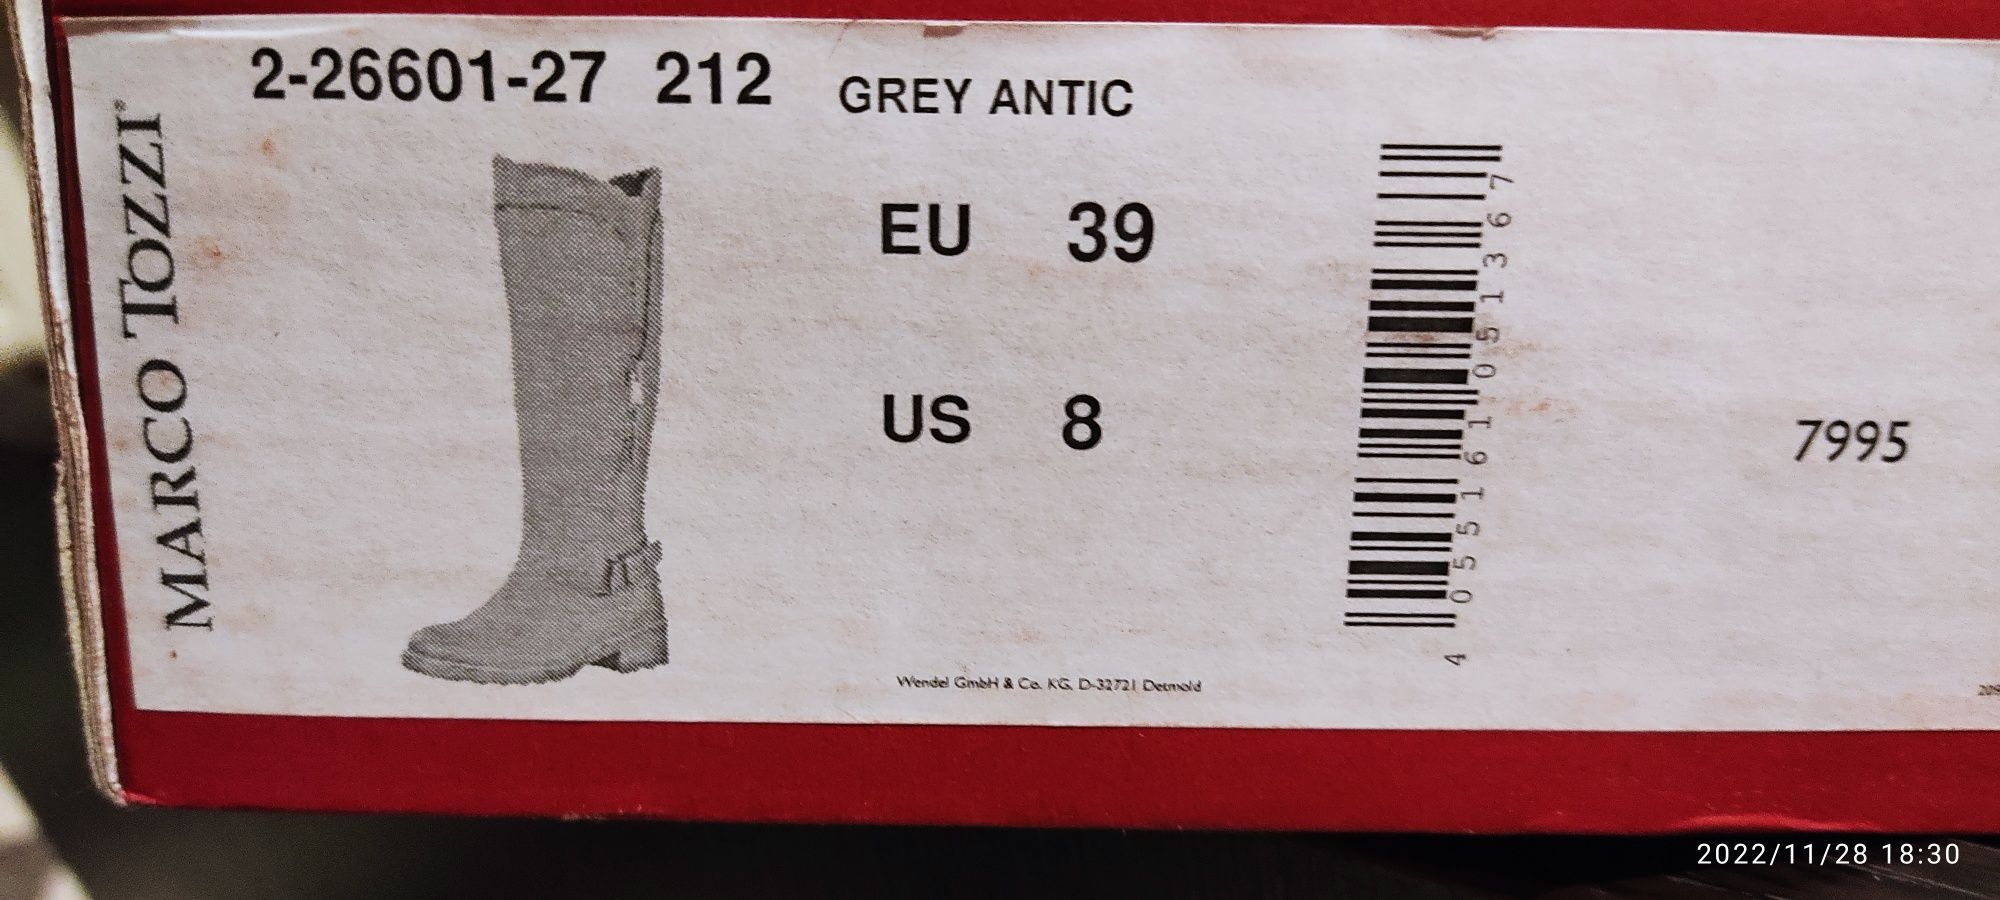 2-26601-27 212 GREY ANTIC
MARCO TOZZI
EU 39
US 8
4 055161 051367
7995
Wendel GmbH & Co. KG, D-32721 Detmold
209
2022/11/28 18:30